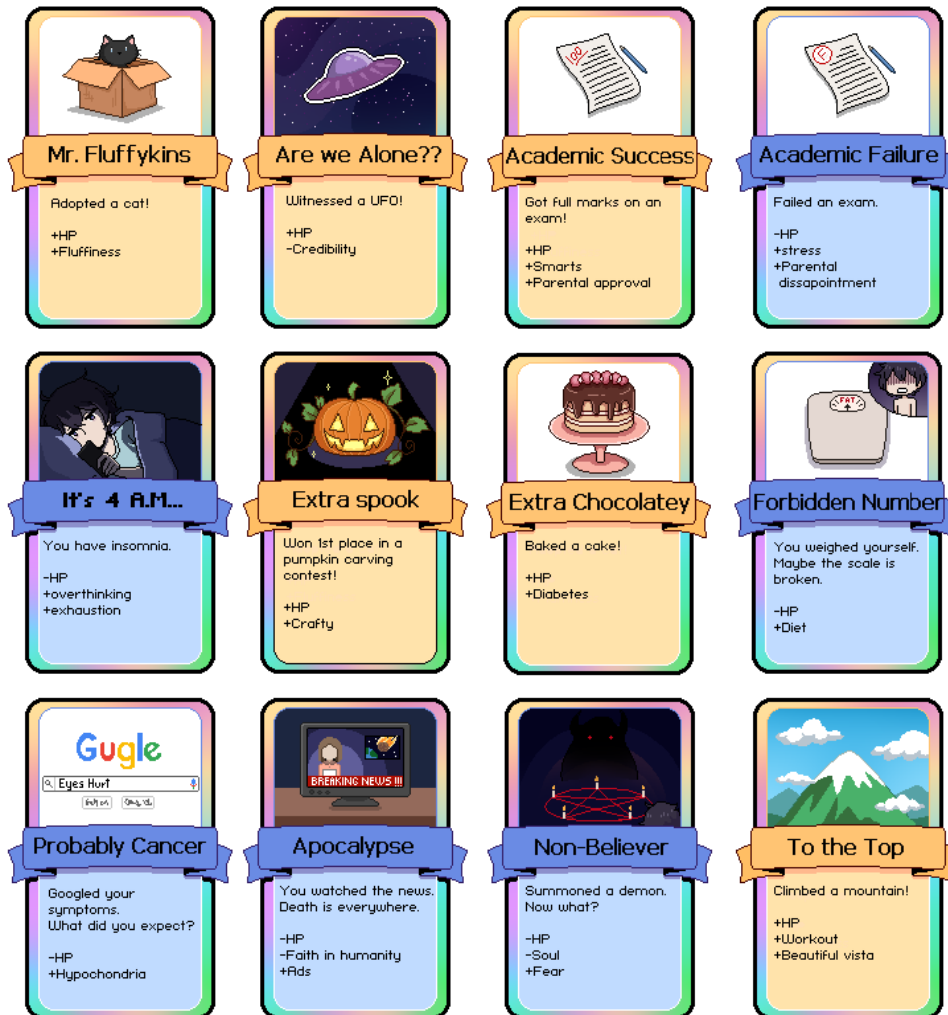 Mr. Fluffykins
Adopted a cat!
+HP
+Fluffiness
Are we Alone??
Witnessed a UFO!
+HP
-Credibility
100
Academic Success
Got full marks on an
exam!
+HP
+Smarts
+Parental approval
F
Academic Failure
Failed an exam.
-HP
+stress
+Parental
dissapointment
It's 4 A.M...
You have insomnia.
-HP
+overthinking
+exhaustion
Extra spook
Won 1st place in a
pumpkin carving
contest!
+HP
+Crafty
Extra Chocolatey
Baked a cake!
+HP
+Diabetes
FAT
Forbidden Number
You weighed yourself.
Maybe the scale is
broken.
-HP
+Diet
Gugle
Eyes Hurt
Probably Cancer
Googled your
symptoms.
What did you expect?
-HP
+Hypochondria
BREAKING NEWS !!!
Apocalypse
You watched the news.
Death is everywhere.
-HP
-Faith in humanity
+Ads
Non-Believer
Summoned a demon.
Now what?
-HP
-Soul
+Fear
To the Top
Climbed a mountain!
+HP
+Workout
+Beautiful vista